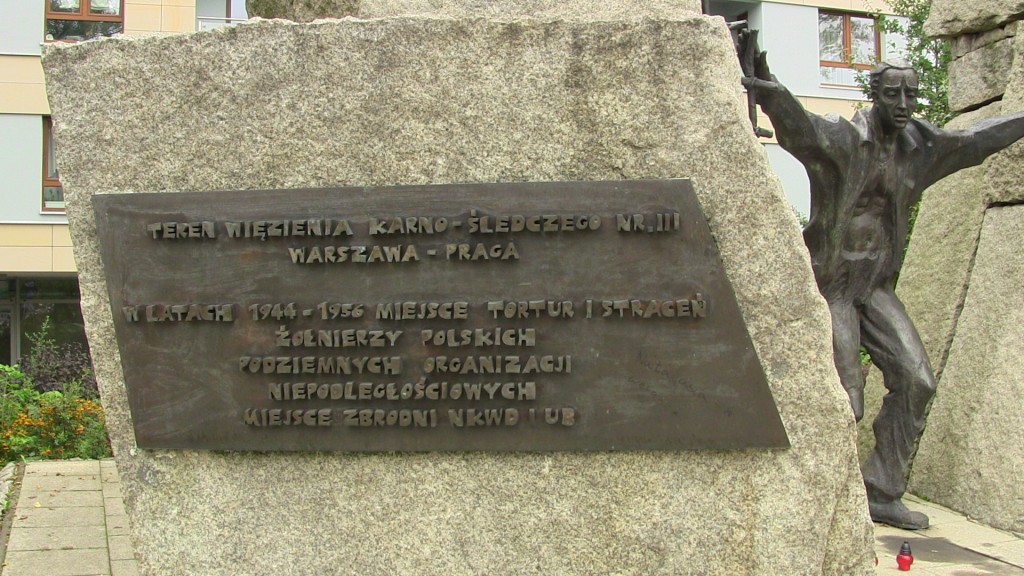 TEREN WIĘZIENIA KARNO-ŚLEDCZEGO NR.III
WARSZAWA - PRAGA
W LATACH 1944 - 1956 MIEJSCE TORTUR I STRACEŃ
ŻOŁNIERZY POLSKICH
PODZIEMNYCH ORGANIZACJI
NIEPODLEGŁOŚCIOWYCH
MIEJSCE ZBRODNI NKWD I UB